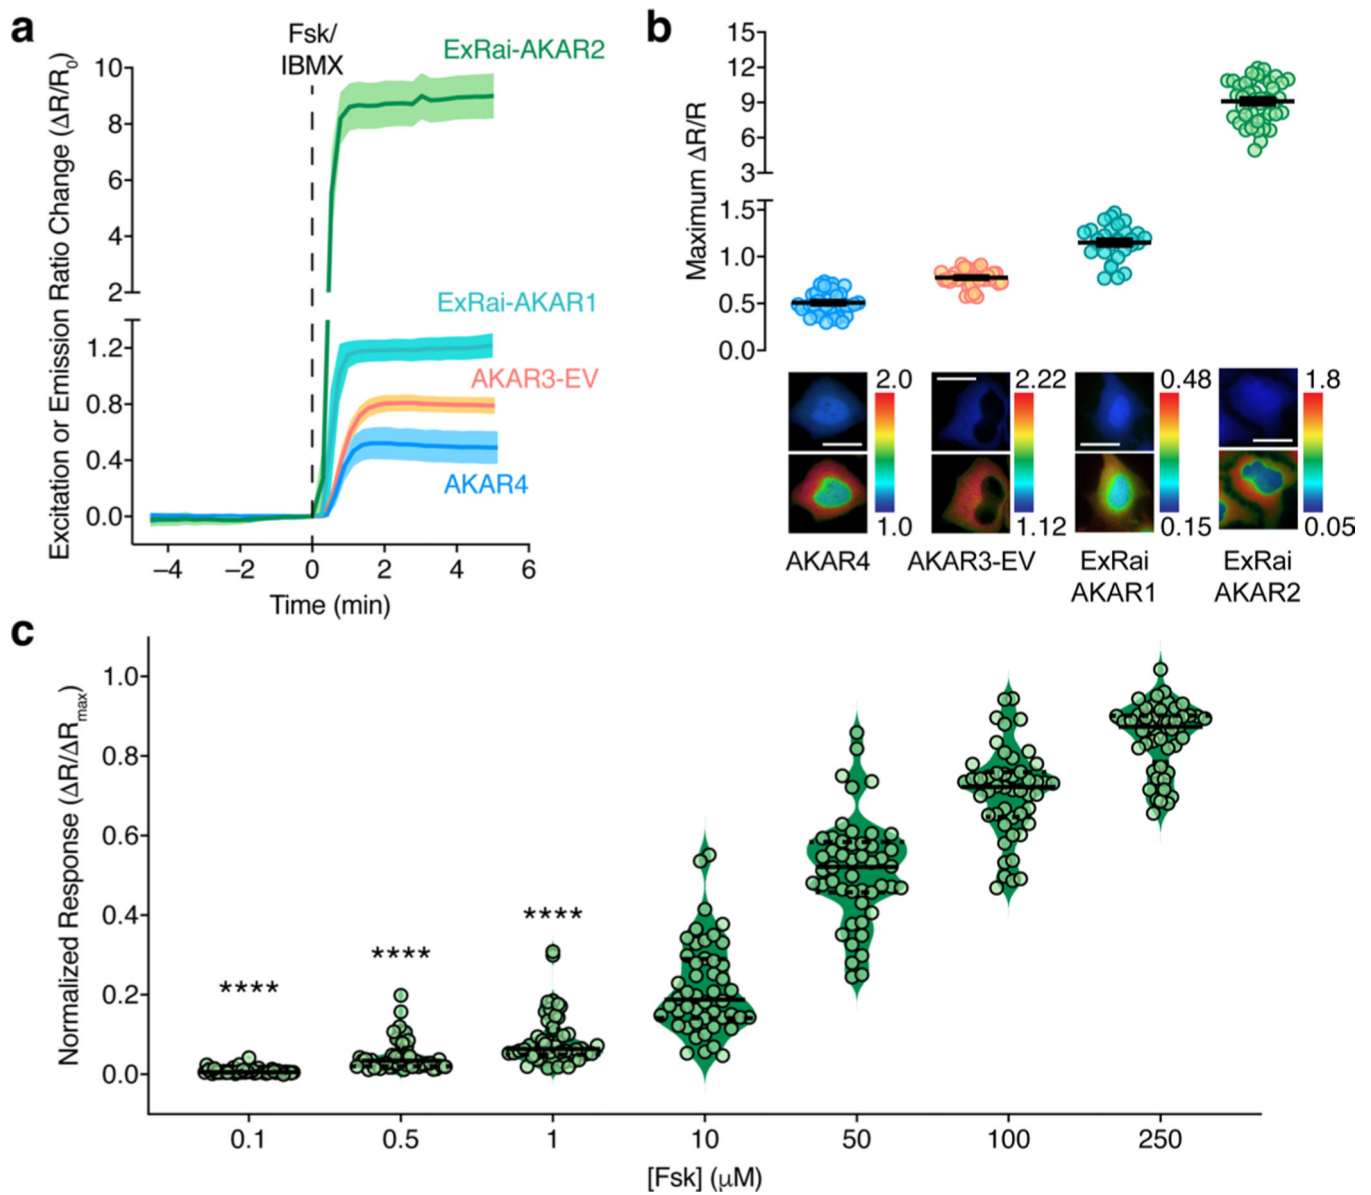 a
Fsk/
IBMX
ExRai-AKAR2
ExRai-AKAR1
AKAR3-EV
AKAR4
Excitation or Emission Ratio Change (ΔR/R₀)
10
8
6
4
2
1.2
0.8
0.4
0.0
−4 −2 0 2 4 6
Time (min)
b
Maximum ΔR/R
15
12
9
6
3
1.5
1.0
0.5
0.0
2.0 2.22 0.48 1.8
1.0 1.12 0.15 0.05
AKAR4 AKAR3-EV ExRai ExRai
AKAR1 AKAR2
c
Normalized Response (ΔR/ΔRmax)
1.0
0.8
0.6
0.4
0.2
0.0
****
****
****
0.1 0.5 1 10 50 100 250
[Fsk] (μM)